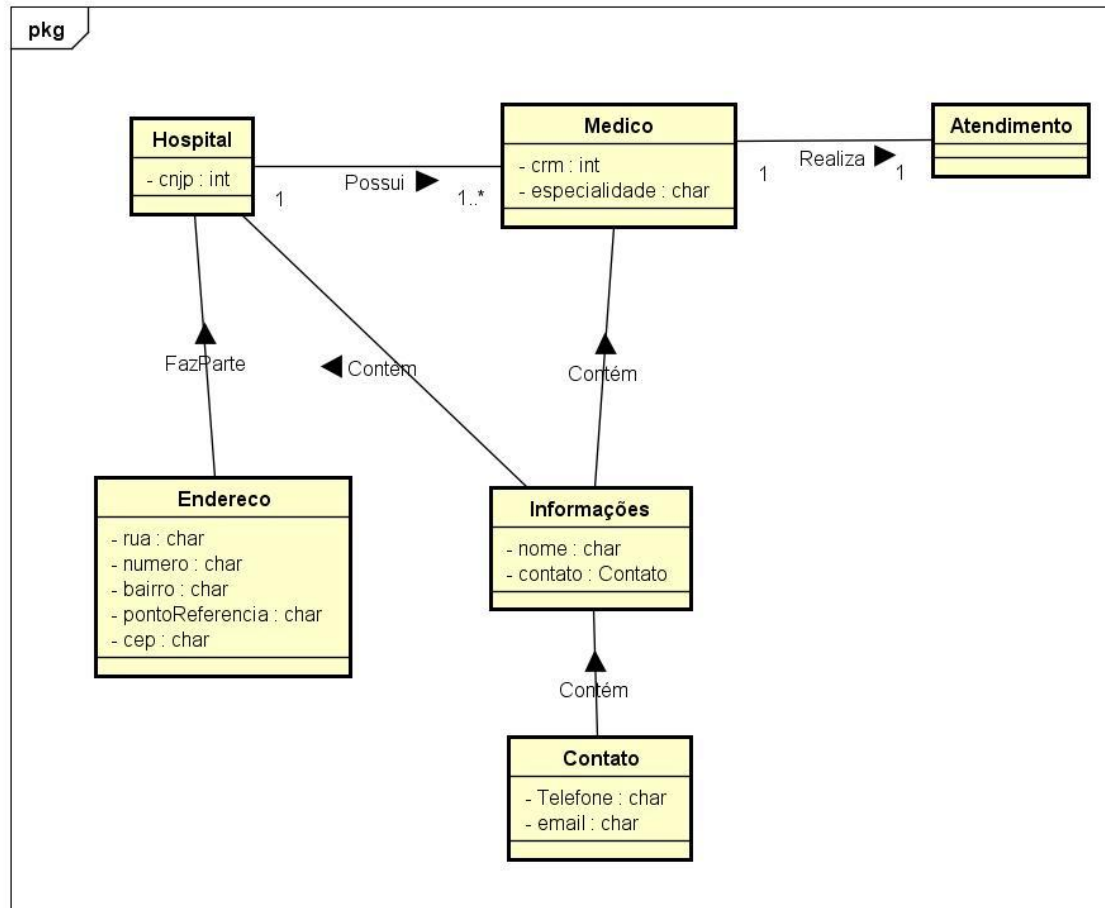 pkg
Hospital
- cnjp : int
Possui
1
1..*
Medico
- crm : int
- especialidade : char
Realiza
1
1
Atendimento
FazParte
Contém
Contém
Endereco
- rua : char
- numero : char
- bairro : char
- pontoReferencia : char
- cep : char
Informações
- nome : char
- contato : Contato
Contém
Contato
- Telefone : char
- email : char